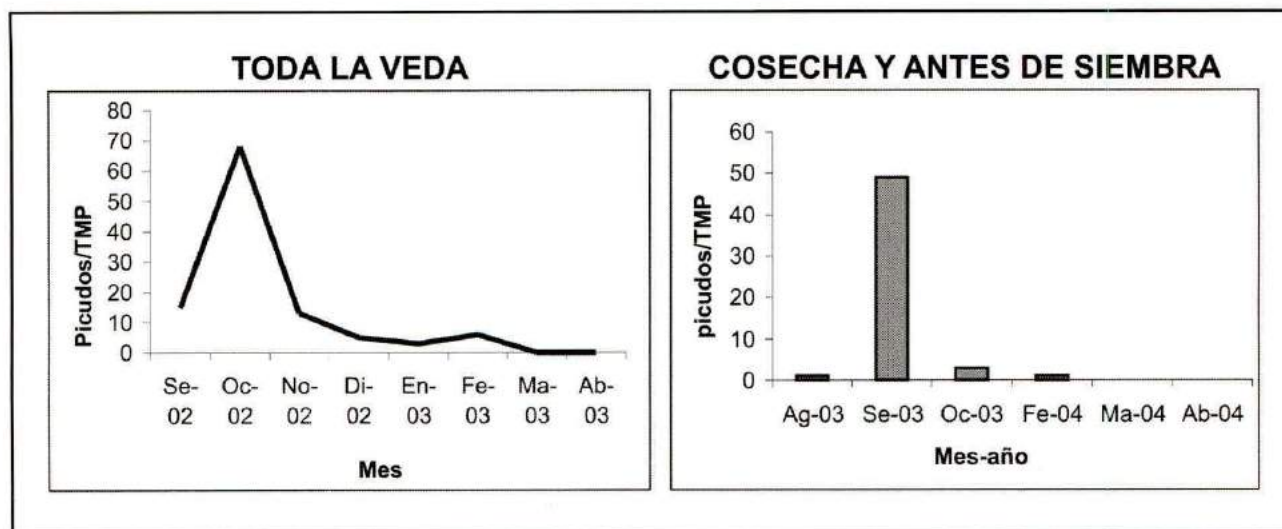 TODA LA VEDA
80
70
60
50
40
30
20
10
0
Picudos/TMP
Se-02
Oc-02
No-02
Di-02
En-03
Fe-03
Ma-03
Ab-03
Mes
COSECHA Y ANTES DE SIEMBRA
60
50
40
30
20
10
0
picudos/TMP
Ag-03 Se-03 Oc-03 Fe-04 Ma-04 Ab-04
Mes-año